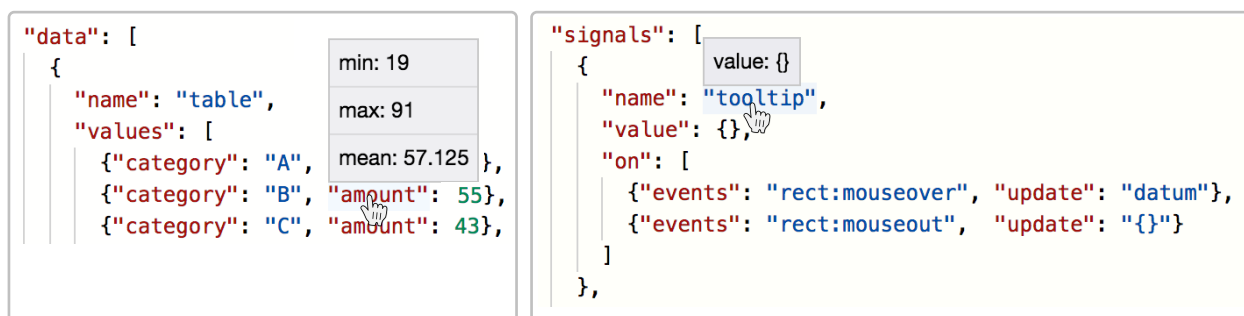 "data": [
{
"name": "table",
"values": [
{"category": "A", },
{"category": "B", "amount": 55},
{"category": "C", "amount": 43},
min: 19
max: 91
mean: 57.125
"signals": [
{
"name": "tooltip",
"value": {},
"on": [
{"events": "rect:mouseover", "update": "datum"},
{"events": "rect:mouseout", "update": "{}"}
]
},
value: {}